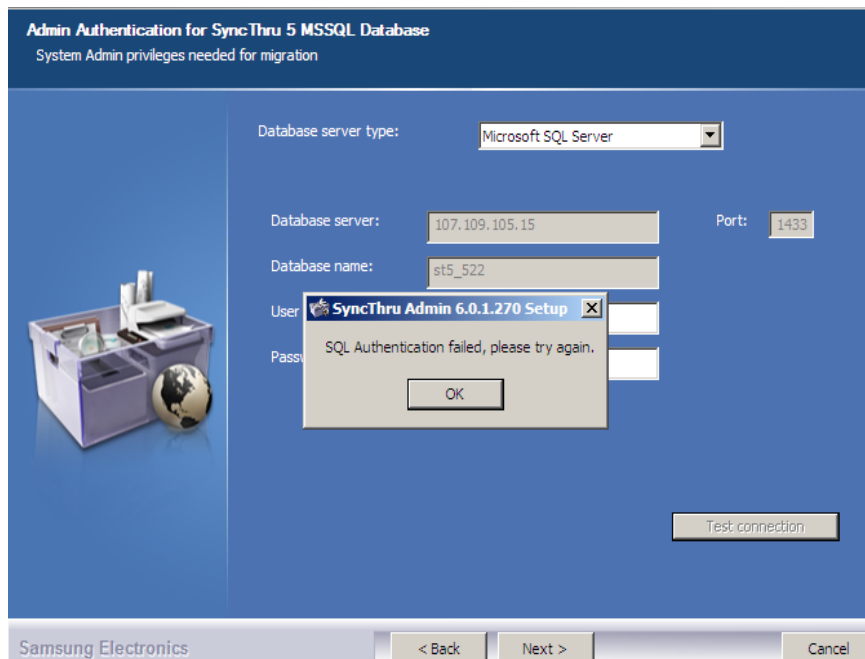 Admin Authentication for SyncThru 5 MSSQL Database
System Admin privileges needed for migration
Database server type:
Microsoft SQL Server
Database server:
107.109.105.15
Port:
1433
Database name:
st5_522
User
SyncThru Admin 6.0.1.270 Setup
SQL Authentication failed, please try again.
OK
Test connection
Samsung Electronics
< Back
Next >
Cancel